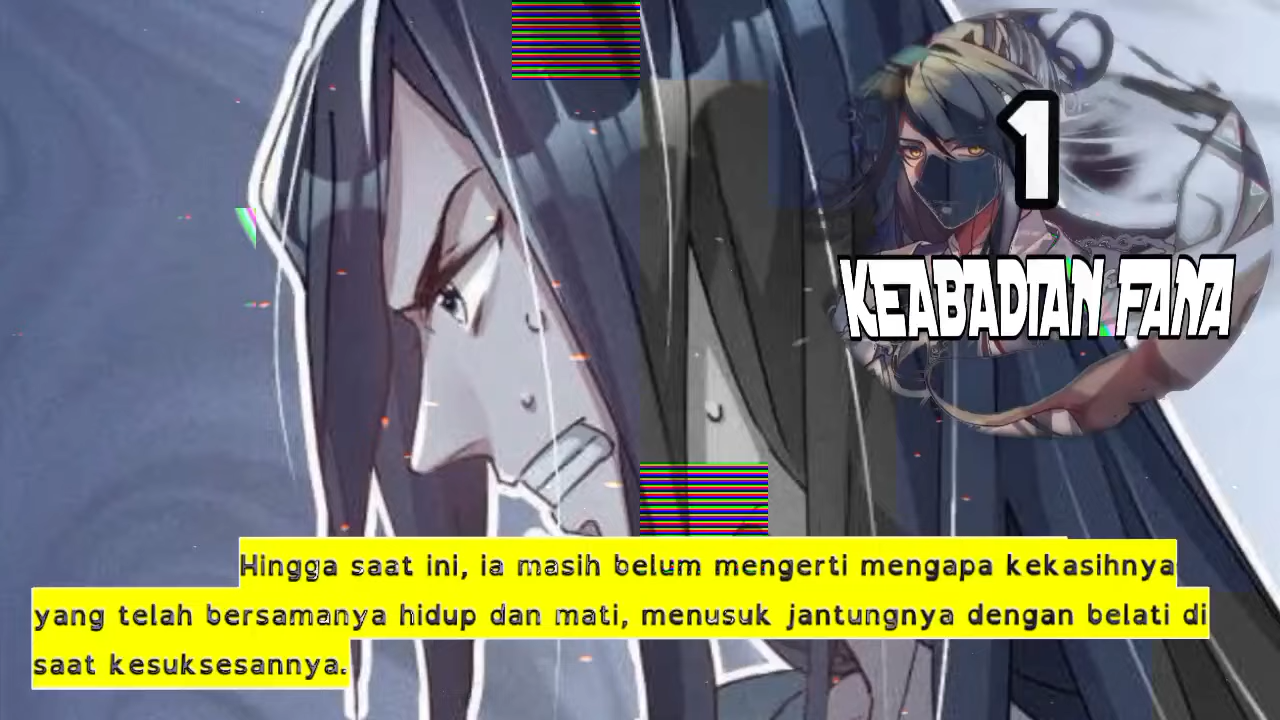 1
KEABADIAN FANA
Hingga saat ini, ia masih belum mengerti mengapa kekasihnya
yang telah bersamanya hidup dan mati, menusuk jantungnya dengan belati di
saat kesuksesannya.